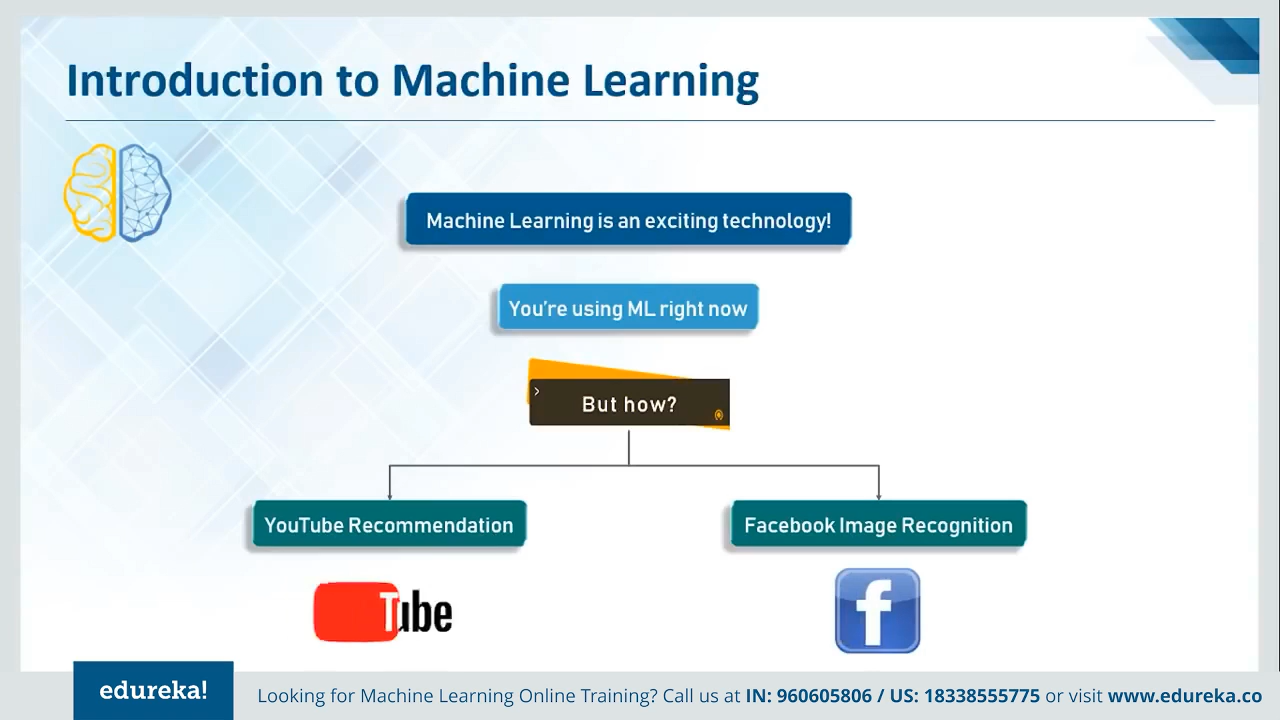 Introduction to Machine Learning
Machine Learning is an exciting technology!
You're using ML right now
But how?
YouTube Recommendation
Facebook Image Recognition
Tube
f
edureka!
Looking for Machine Learning Online Training? Call us at IN: 960605806 / US: 18338555775 or visit www.edureka.co